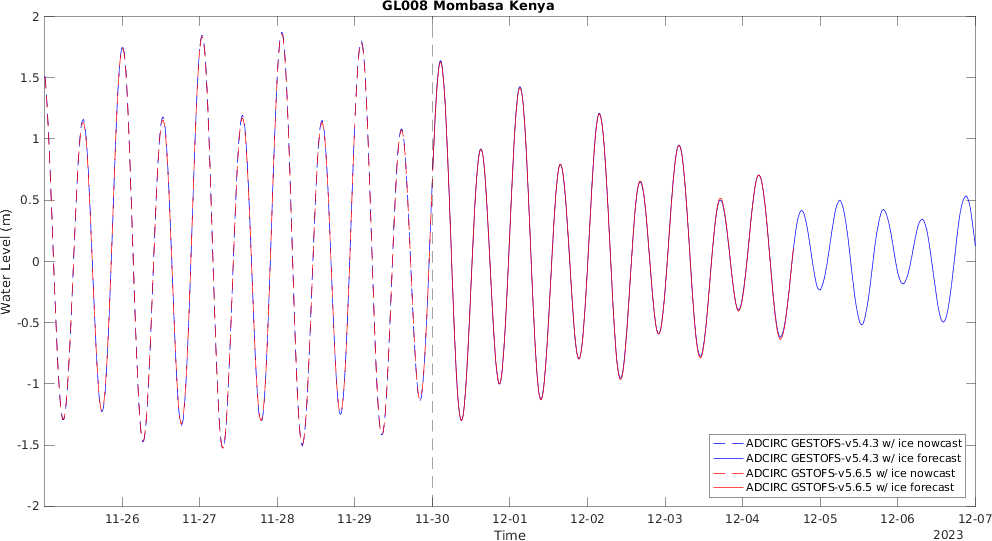 GL008 Mombasa Kenya
2
1.5
1
0.5
0
-0.5
-1
-1.5
-2
Water Level (m)
ADCIRC GESTOFS-v5.4.3 w/ ice nowcast
ADCIRC GESTOFS-v5.4.3 w/ ice forecast
ADCIRC GSTOFS-v5.6.5 w/ ice nowcast
ADCIRC GSTOFS-v5.6.5 w/ ice forecast
11-26 11-27 11-28 11-29 11-30 12-01 12-02 12-03 12-04 12-05 12-06 12-07
Time
2023